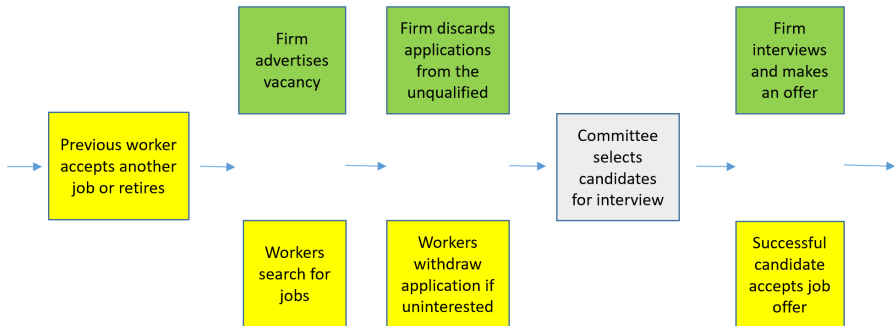 Previous worker
accepts another
job or retires
Firm
advertises
vacancy
Workers
search for
jobs
Firm discards
applications
from the
unqualified
Workers
withdraw
application if
uninterested
Committee
selects
candidates
for interview
Firm
interviews
and makes
an offer
Successful
candidate
accepts job
offer